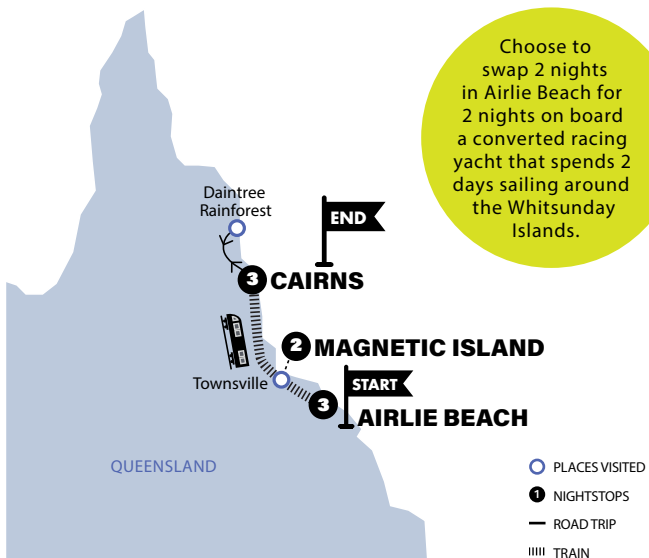 Choose to
swap 2 nights
in Airlie Beach for
2 nights on board
a converted racing
yacht that spends 2
days sailing around
the Whitsunday
Islands.
Daintree
Rainforest
END
3 CAIRNS
2 MAGNETIC ISLAND
Townsville
START
3
AIRLIE BEACH
QUEENSLAND
PLACES VISITED
1 NIGHTSTOPS
ROAD TRIP
TRAIN